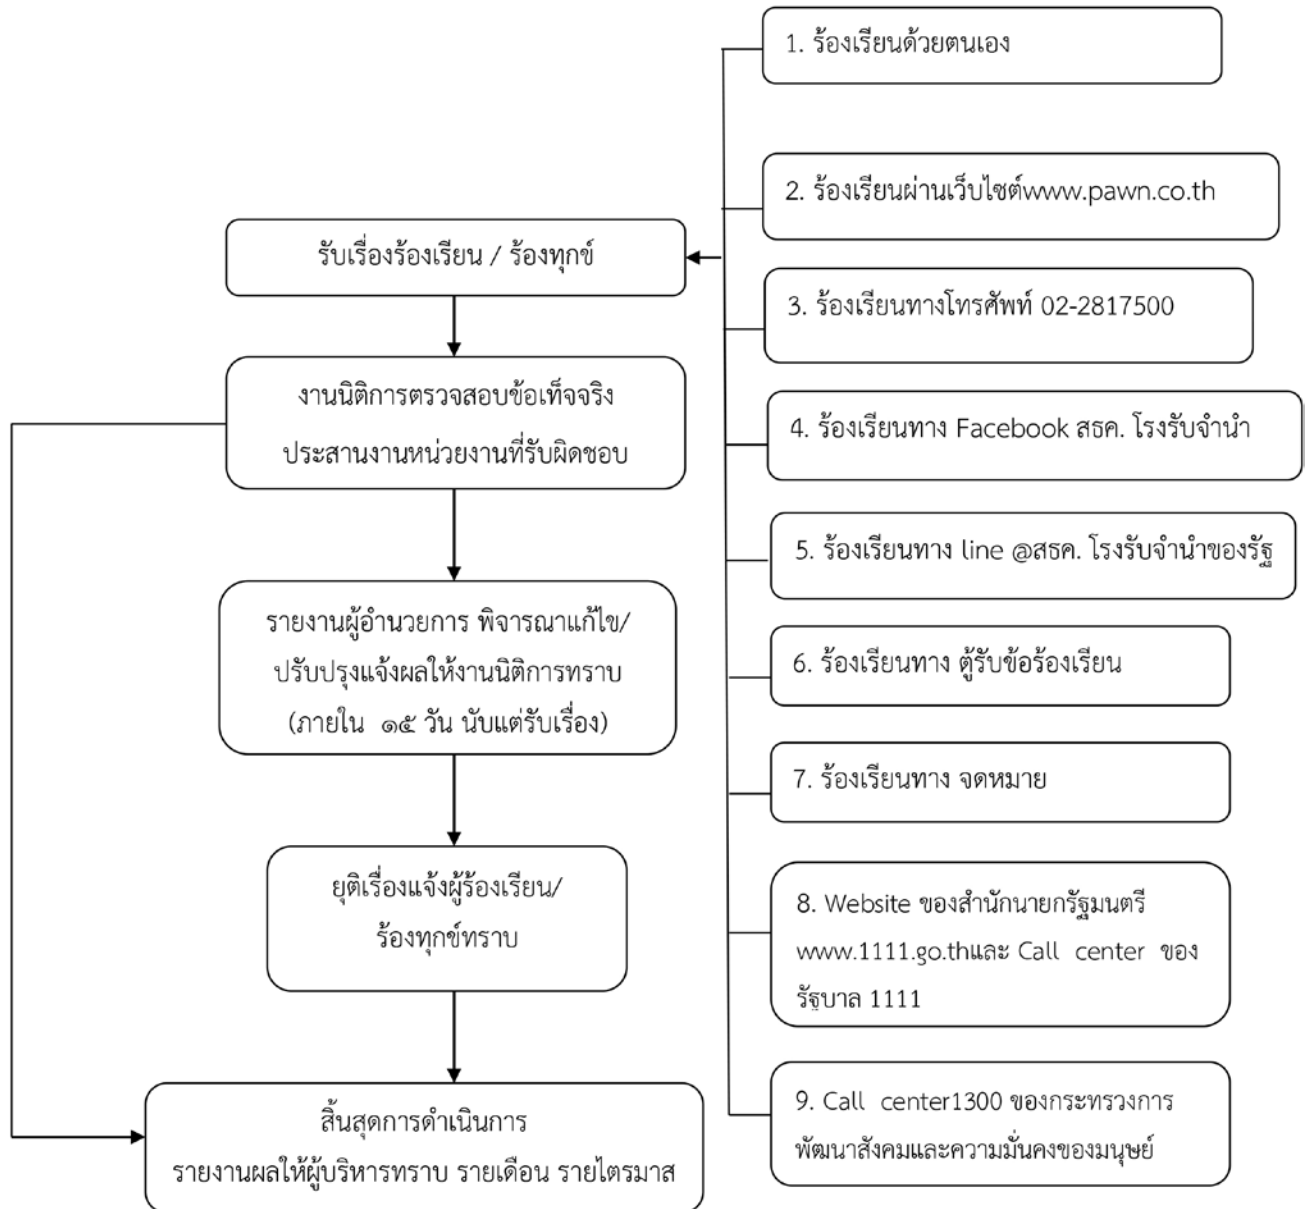 1. ร้องเรียนด้วยตนเอง
2. ร้องเรียนผ่านเว็บไซต์www.pawn.co.th
3. ร้องเรียนทางโทรศัพท์ 02-2817500
4. ร้องเรียนทาง Facebook สธค. โรงรับจำนำ
5. ร้องเรียนทาง line @สธค. โรงรับจำนำของรัฐ
6. ร้องเรียนทาง ตู้รับข้อร้องเรียน
7. ร้องเรียนทาง จดหมาย
8. Website ของสำนักนายกรัฐมนตรี
www.1111.go.thและ Call center ของ
รัฐบาล 1111
9. Call center1300 ของกระทรวงการ
พัฒนาสังคมและความมั่นคงของมนุษย์
รับเรื่องร้องเรียน / ร้องทุกข์
งานนิติการตรวจสอบข้อเท็จจริง
ประสานงานหน่วยงานที่รับผิดชอบ
รายงานผู้อำนวยการ พิจารณาแก้ไข/
ปรับปรุงแจ้งผลให้งานนิติการทราบ
(ภายใน ๑๕ วัน นับแต่รับเรื่อง)
ยุติเรื่องแจ้งผู้ร้องเรียน/
ร้องทุกข์ทราบ
สิ้นสุดการดำเนินการ
รายงานผลให้ผู้บริหารทราบ รายเดือน รายไตรมาส